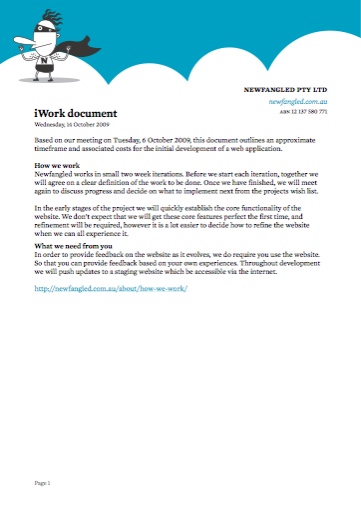 N
NEWFANGLED PTY LTD
newfangled.com.au
ABN 12 137 580 771
iWork document
Wednesday, 14 October 2009
Based on our meeting on Tuesday, 6 October 2009, this document outlines an approximate
timeframe and associated costs for the initial development of a web application.
How we work
Newfangled works in small two week iterations. Before we start each iteration, together we
will agree on a clear definition of the work to be done. Once we have finished, we will meet
again to discuss progress and decide what to implement next from the projects wish list.
In the early stages of the project we will quickly establish the core functionality of the
website. We don't expect that we will get these core features perfect the first time, and
refinement will be required, however it is a lot easier to decide how to refine the website
when we can all experience it.
What we need from you
In order to provide feedback on the website as it evolves, we do require you use the website.
So that you can provide feedback based on your own experiences. Throughout development
we will push updates to a staging website which be accessible via the internet.
http://newfangled.com.au/about/how-we-work/
Page 1